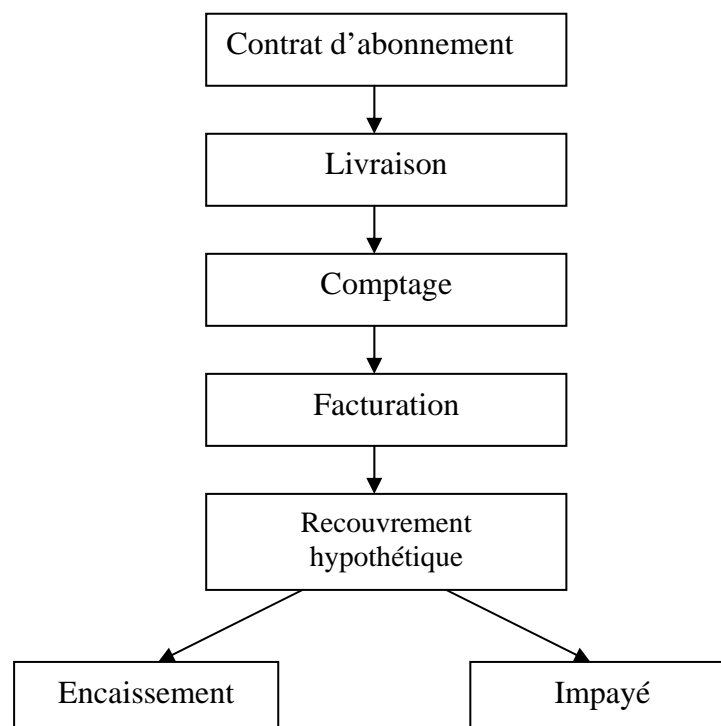 Contrat d’abonnement
Livraison
Comptage
Facturation
Recouvrement
hypothétique
Encaissement
Impayé